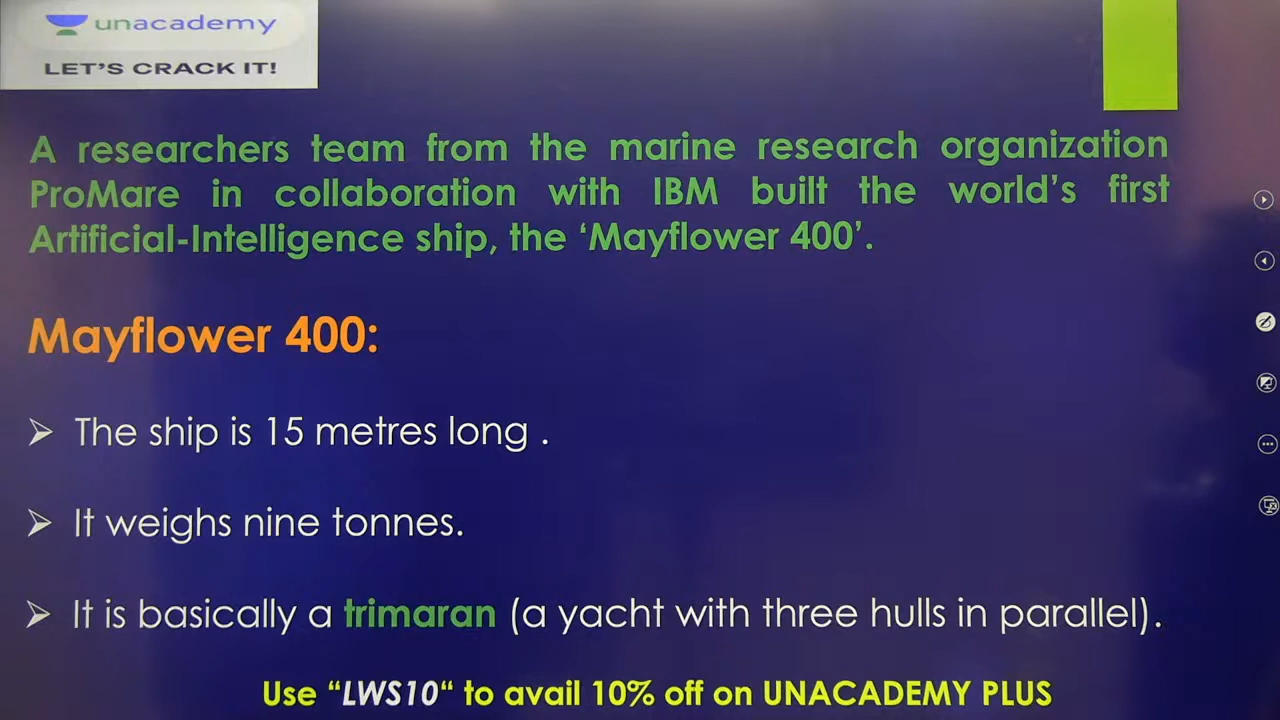 unacademy
LET'S CRACK IT!
A researchers team from the marine research organization
ProMare in collaboration with IBM built the world's first
Artificial-Intelligence ship, the ‘Mayflower 400’.
Mayflower 400:
The ship is 15 metres long .
It weighs nine tonnes.
It is basically a trimaran (a yacht with three hulls in parallel).
Use “LWS10“ to avail 10% off on UNACADEMY PLUS